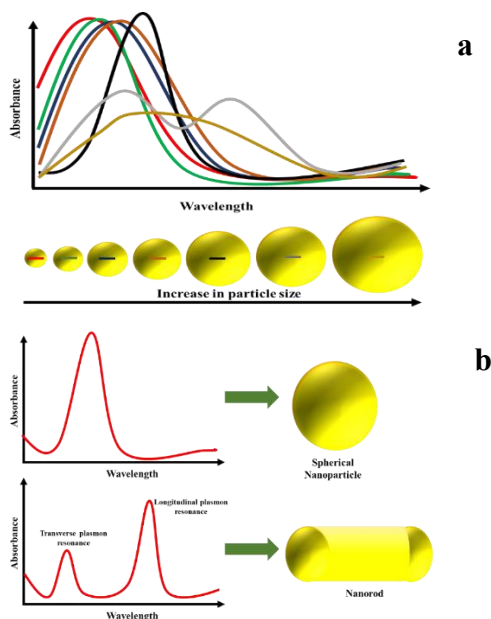 a
Absorbance
Wavelength
Increase in particle size
b
Absorbance
Wavelength
Spherical
Nanoparticle
Absorbance
Transverse plasmon
resonance
Longitudinal plasmon
resonance
Wavelength
Nanorod